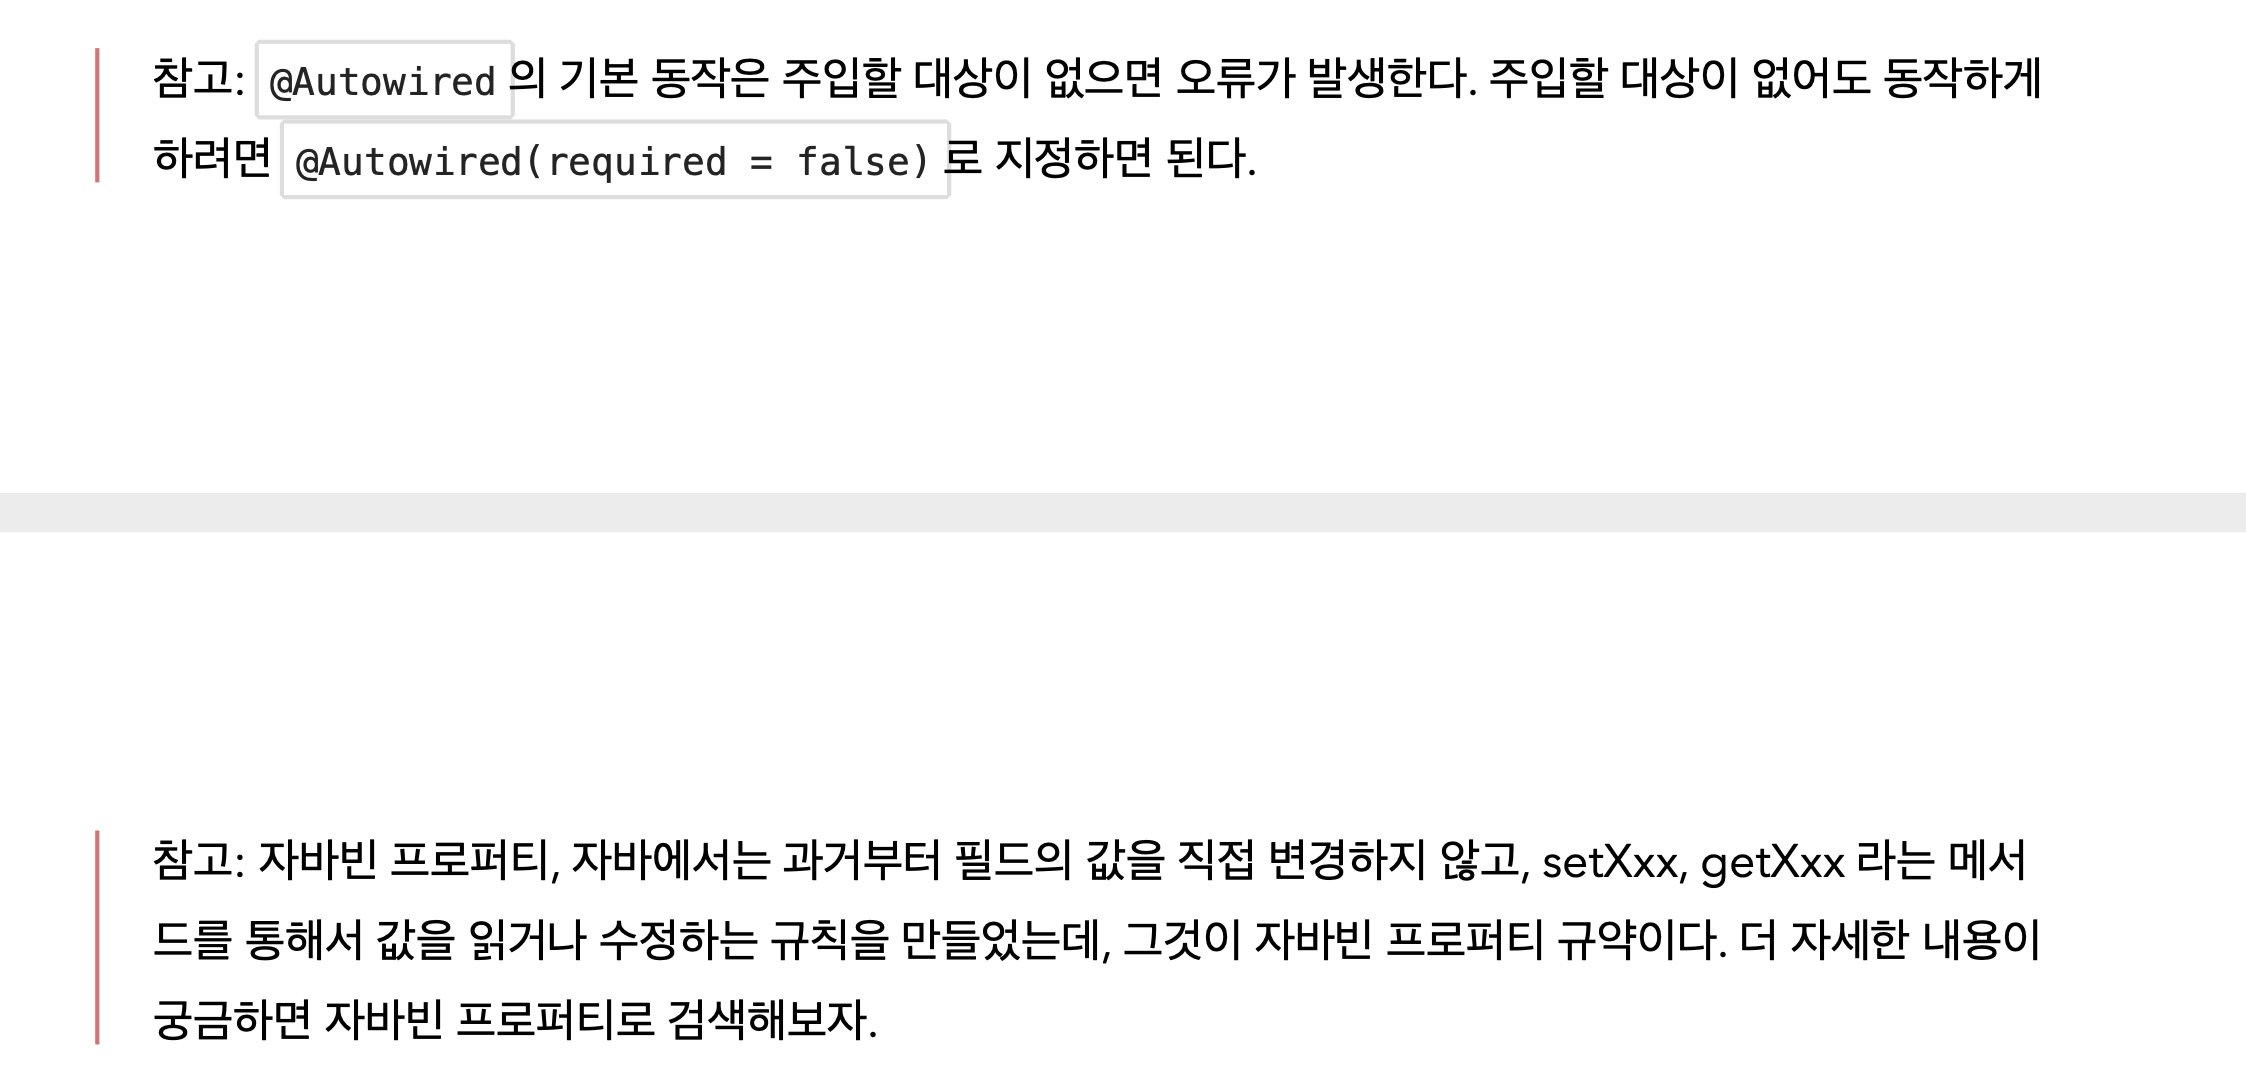 참고: @Autowired 의 기본 동작은 주입할 대상이 없으면 오류가 발생한다. 주입할 대상이 없어도 동작하게
하려면 @Autowired(required = false) 로 지정하면 된다.
참고: 자바빈 프로퍼티, 자바에서는 과거부터 필드의 값을 직접 변경하지 않고, setXxx, getXxx 라는 메서
드를 통해서 값을 읽거나 수정하는 규칙을 만들었는데, 그것이 자바빈 프로퍼티 규약이다. 더 자세한 내용이
궁금하면 자바빈 프로퍼티로 검색해보자.